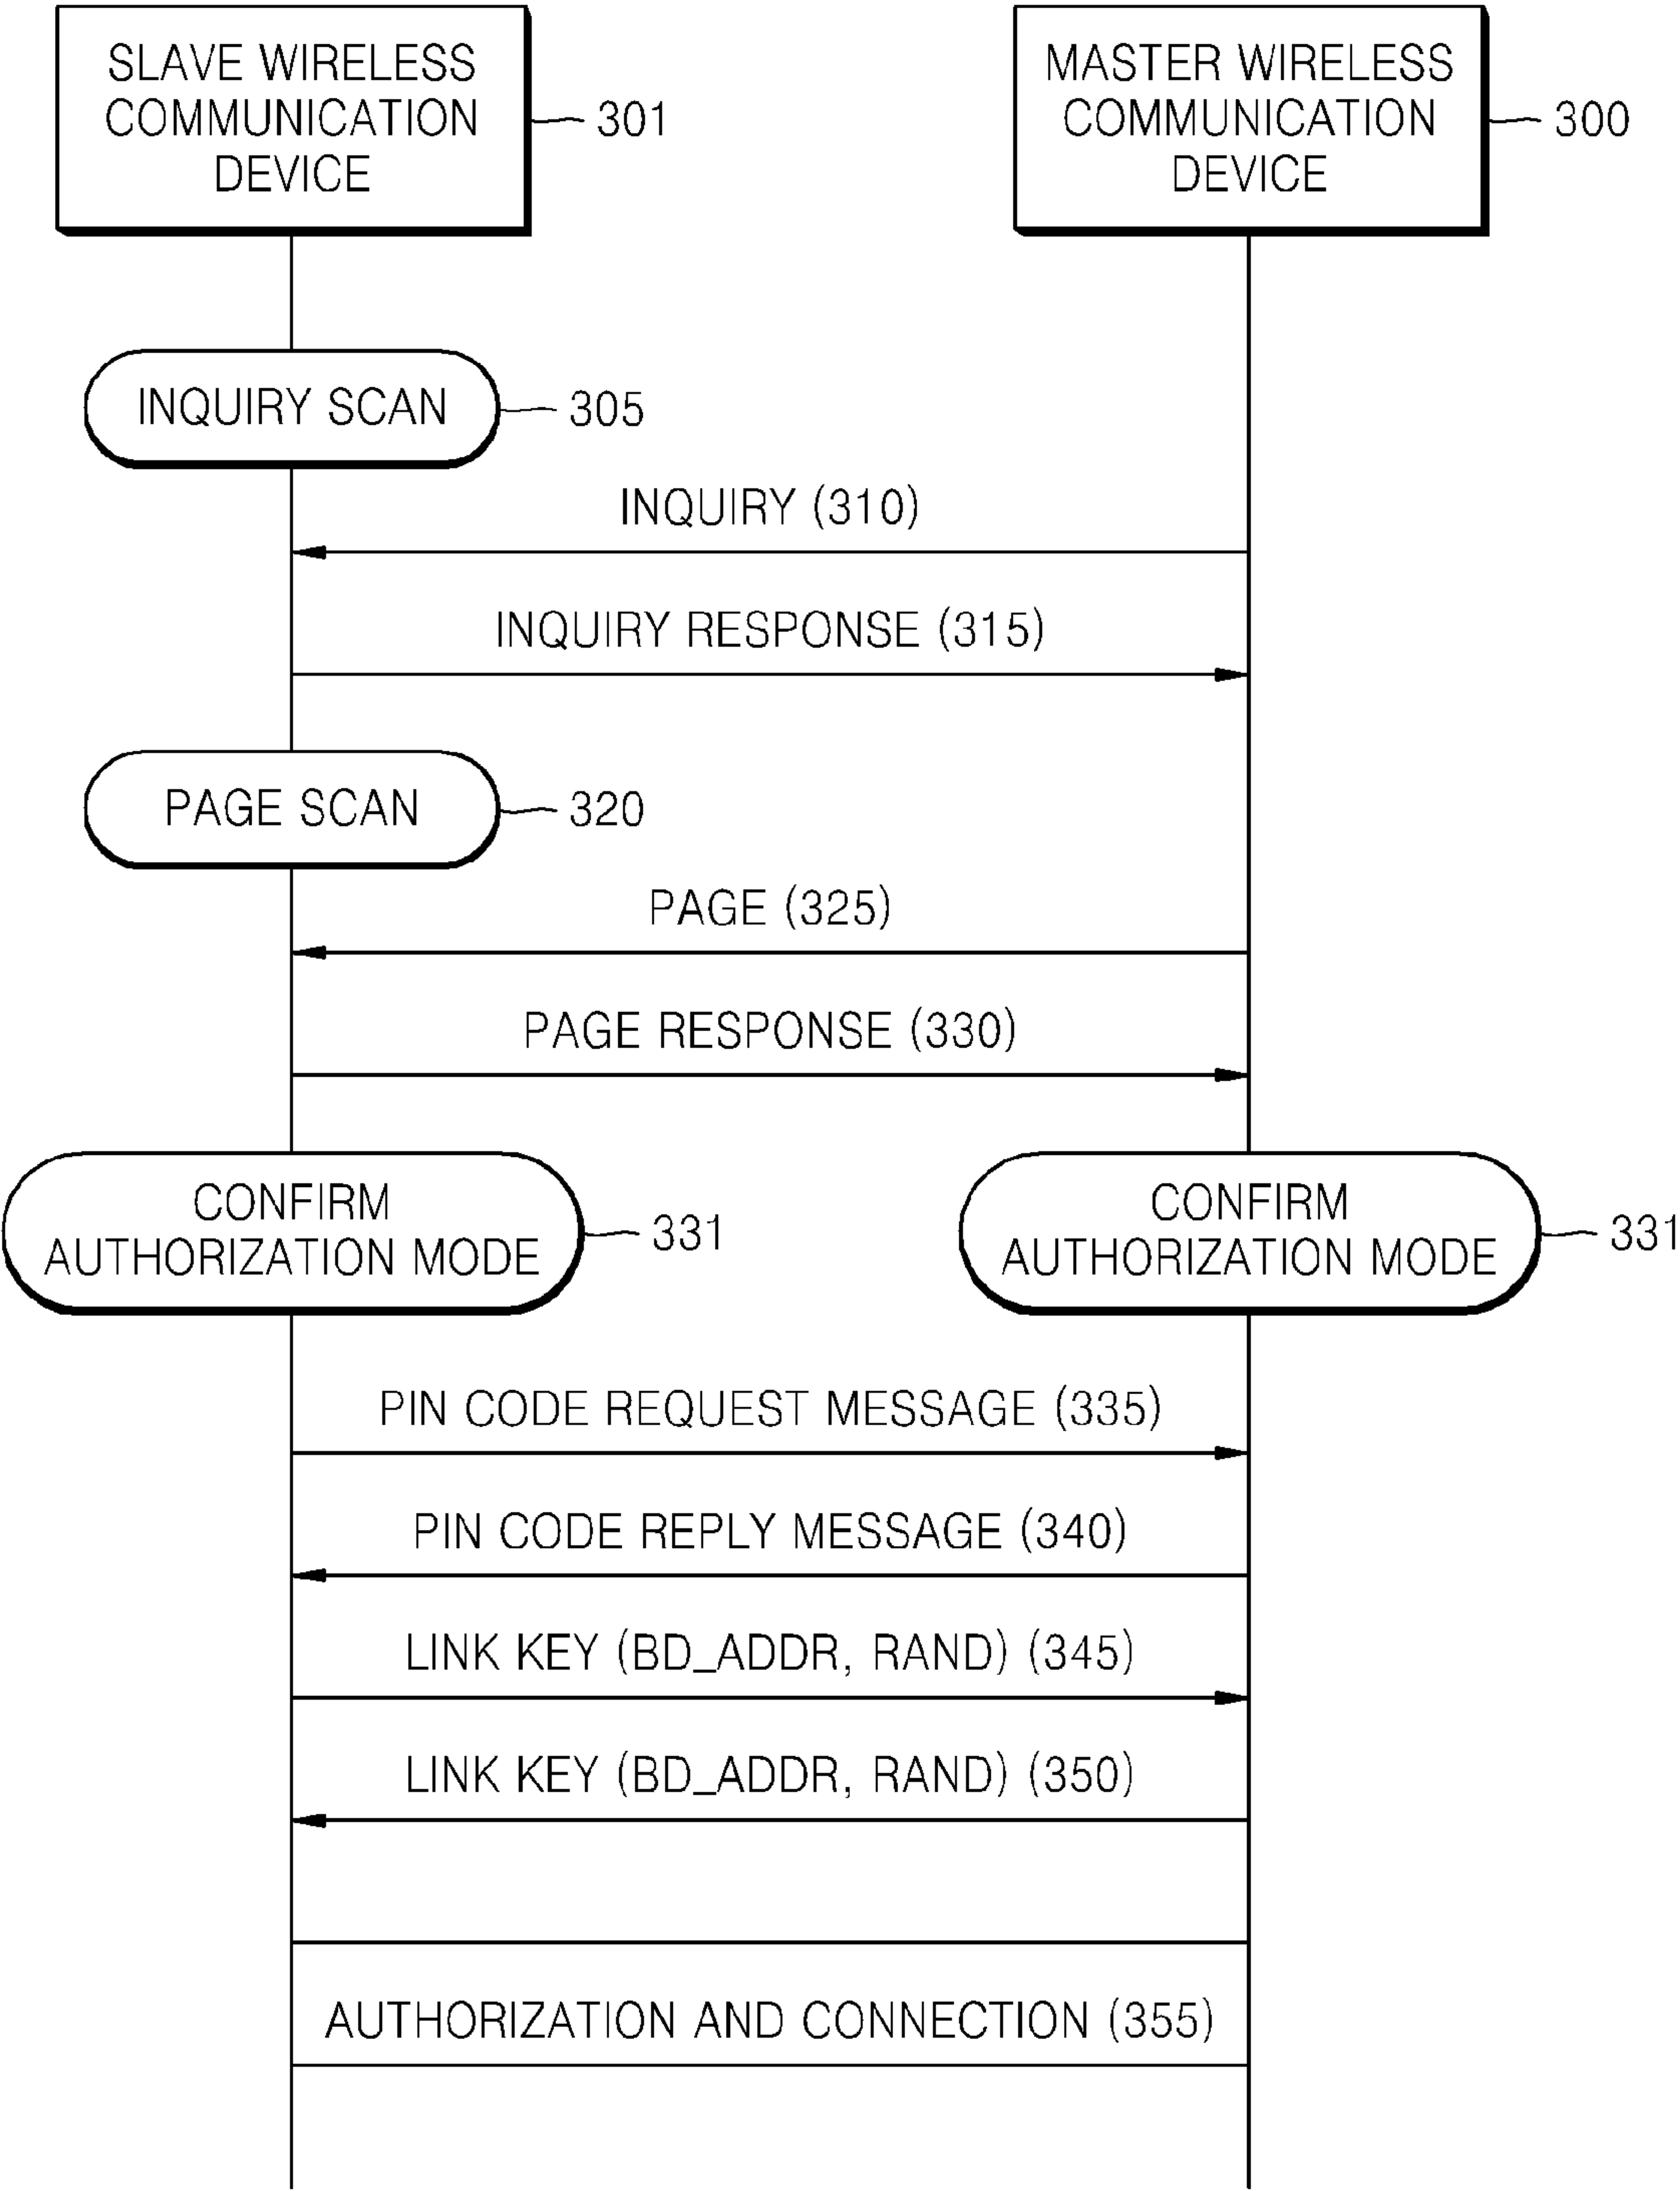 SLAVE WIRELESS
COMMUNICATION
DEVICE
301
MASTER WIRELESS
COMMUNICATION
DEVICE
300
INQUIRY SCAN
305
INQUIRY (310)
INQUIRY RESPONSE (315)
PAGE SCAN
320
PAGE (325)
PAGE RESPONSE (330)
CONFIRM
AUTHORIZATION MODE
331
CONFIRM
AUTHORIZATION MODE
331
PIN CODE REQUEST MESSAGE (335)
PIN CODE REPLY MESSAGE (340)
LINK KEY (BD_ADDR, RAND) (345)
LINK KEY (BD_ADDR, RAND) (350)
AUTHORIZATION AND CONNECTION (355)